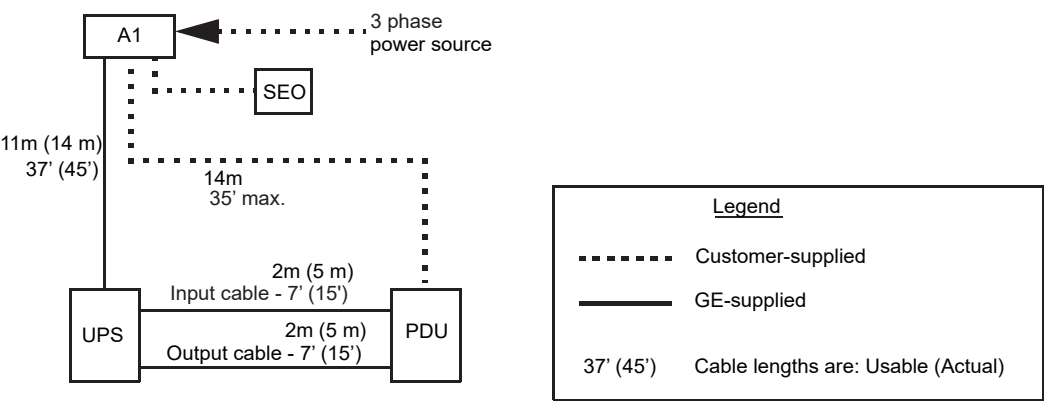 A1
3 phase
power source
SEO
11m (14 m)
37’ (45’)
14m
35’ max.
2m (5 m)
Input cable - 7’ (15')
UPS
2m (5 m)
Output cable - 7’ (15’)
PDU
Legend
Customer-supplied
GE-supplied
37’ (45’) Cable lengths are: Usable (Actual)